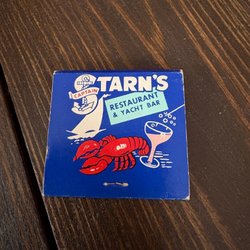 CAPTAIN
TARN'S
RESTAURANT
& YACHT BAR